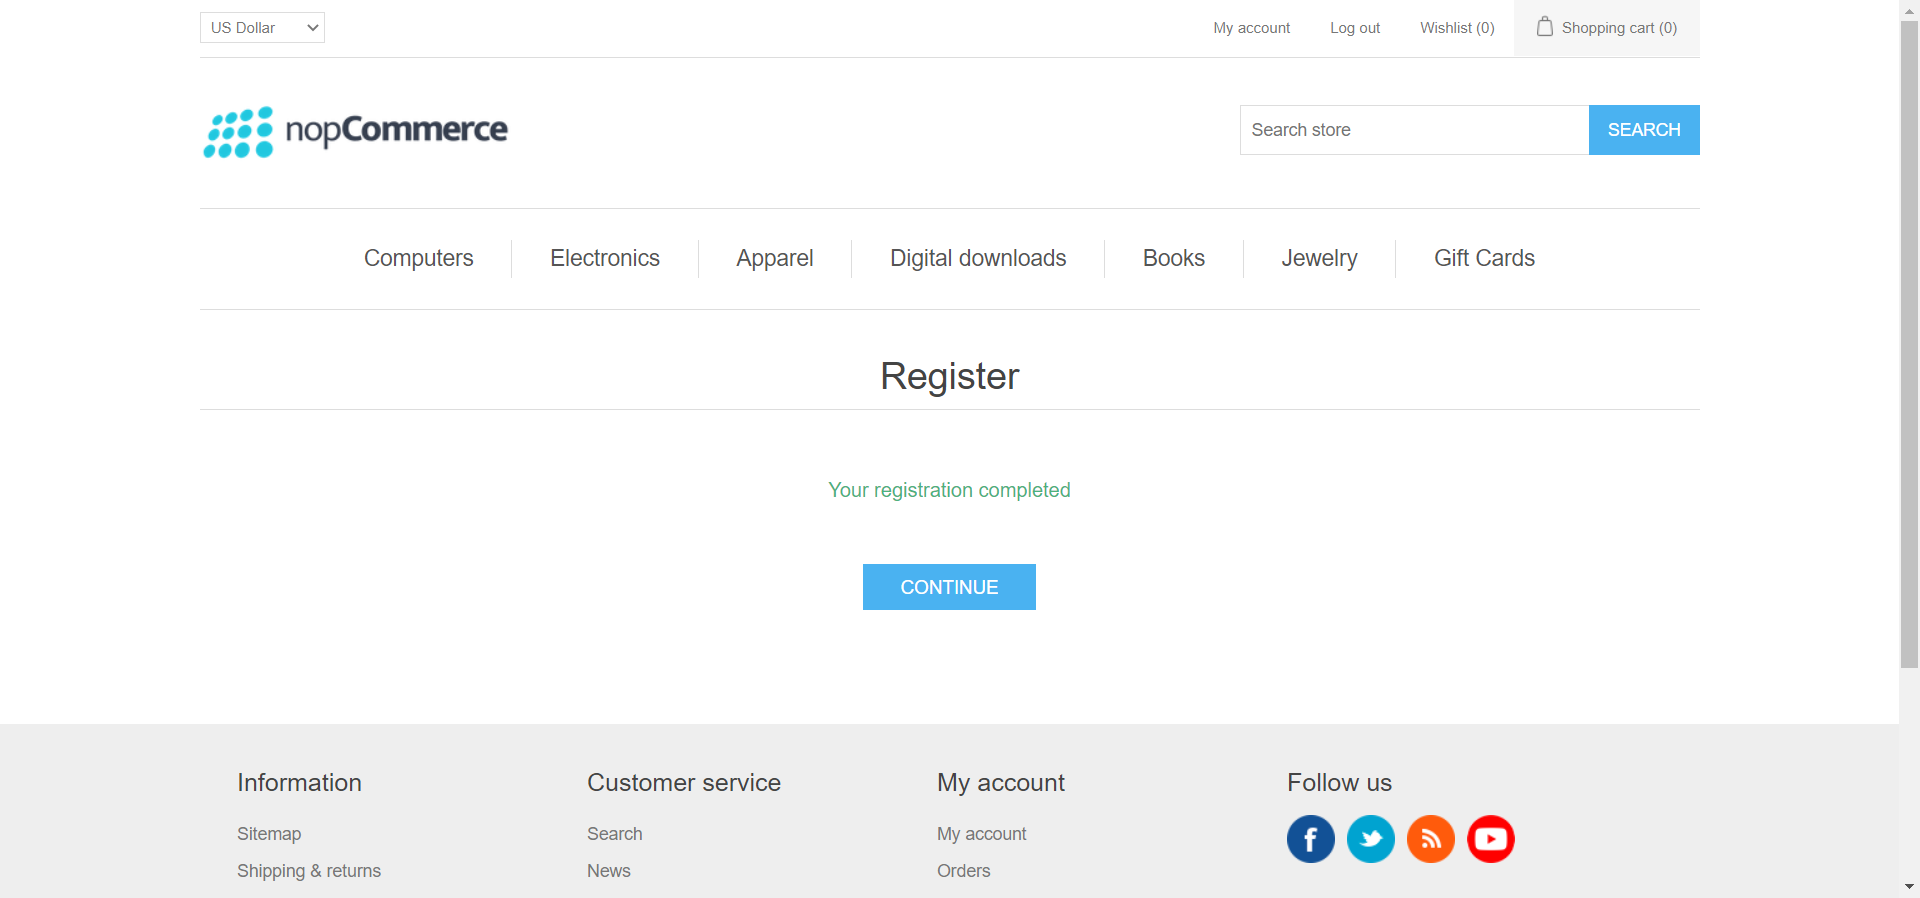 US Dollar
My account
Log out
Wishlist (0)
Shopping cart (0)
nopCommerce
Search store
SEARCH
Computers
Electronics
Apparel
Digital downloads
Books
Jewelry
Gift Cards
Register
Your registration completed
CONTINUE
Information
Sitemap
Shipping & returns
Customer service
Search
News
My account
My account
Orders
Follow us